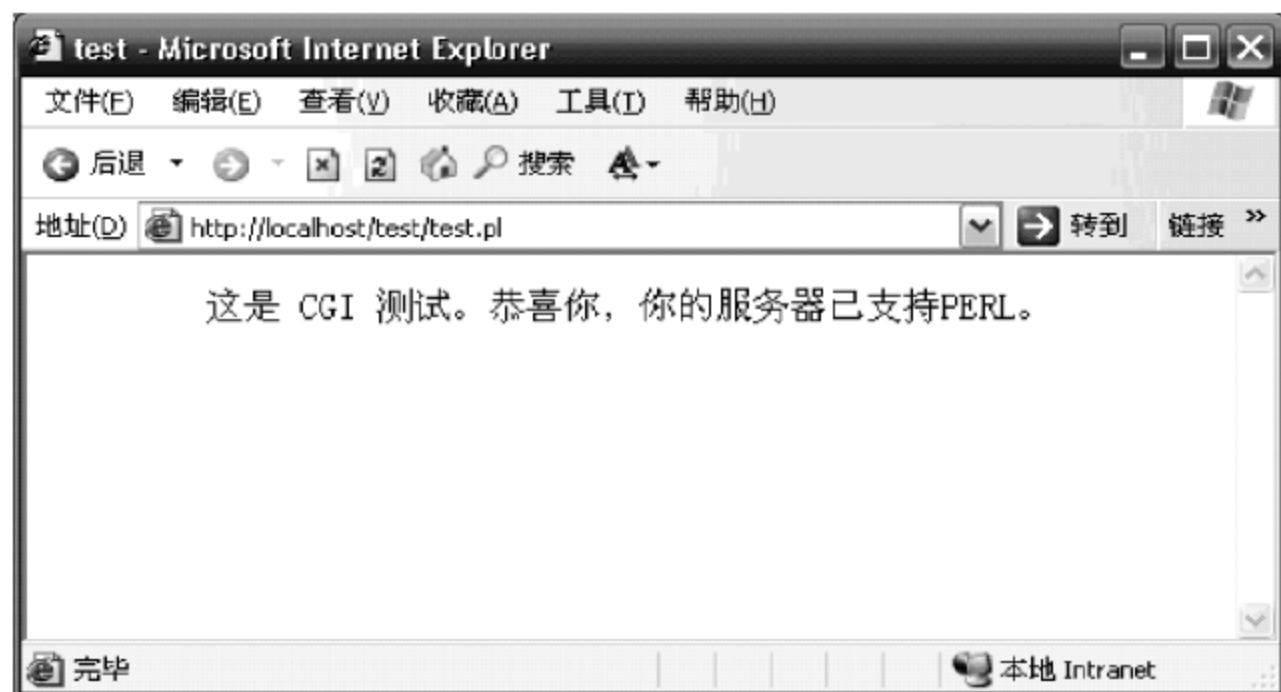 test - Microsoft Internet Explorer
文件(F) 编辑(E) 查看(V) 收藏(A) 工具(T) 帮助(H)
后退 搜索
地址(D) http://localhost/test/test.pl 转到 链接 »
这是 CGI 测试。恭喜你，你的服务器已支持PERL。
完毕 本地 Intranet